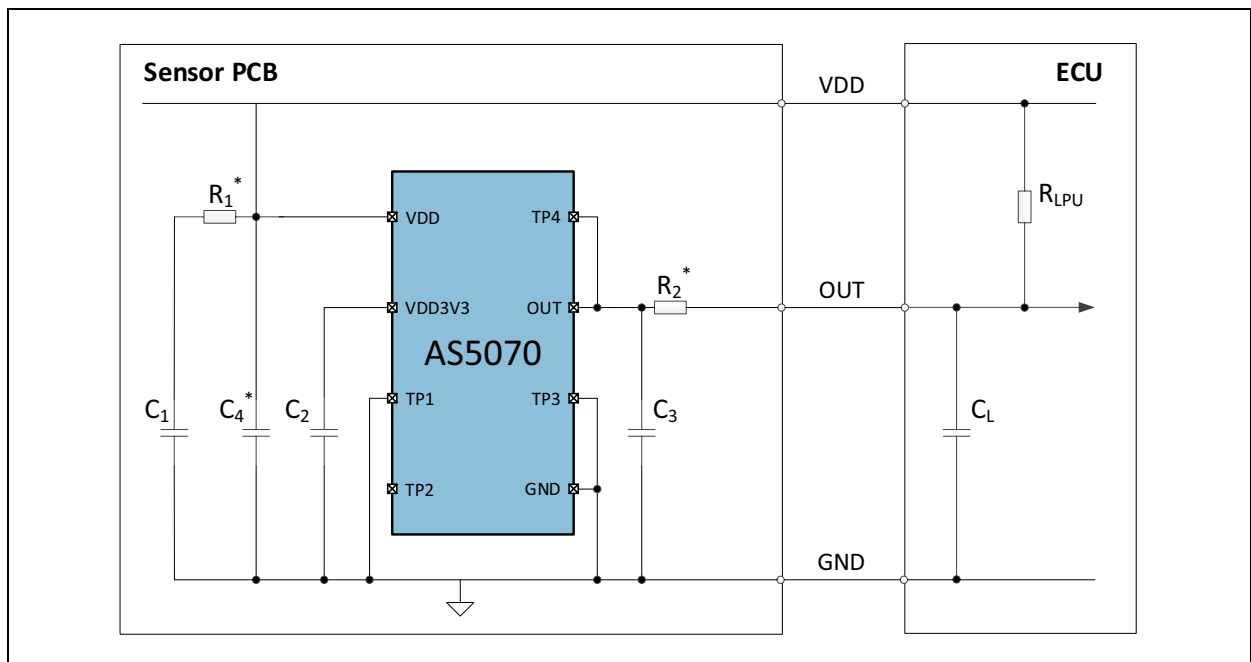 Sensor PCB
VDD
ECU
R1*
VDD
TP4
RLPU
R2*
OUT
VDD3V3
OUT
AS5070
C1
C4*
C2
TP1
TP3
C3
CL
TP2
GND
GND